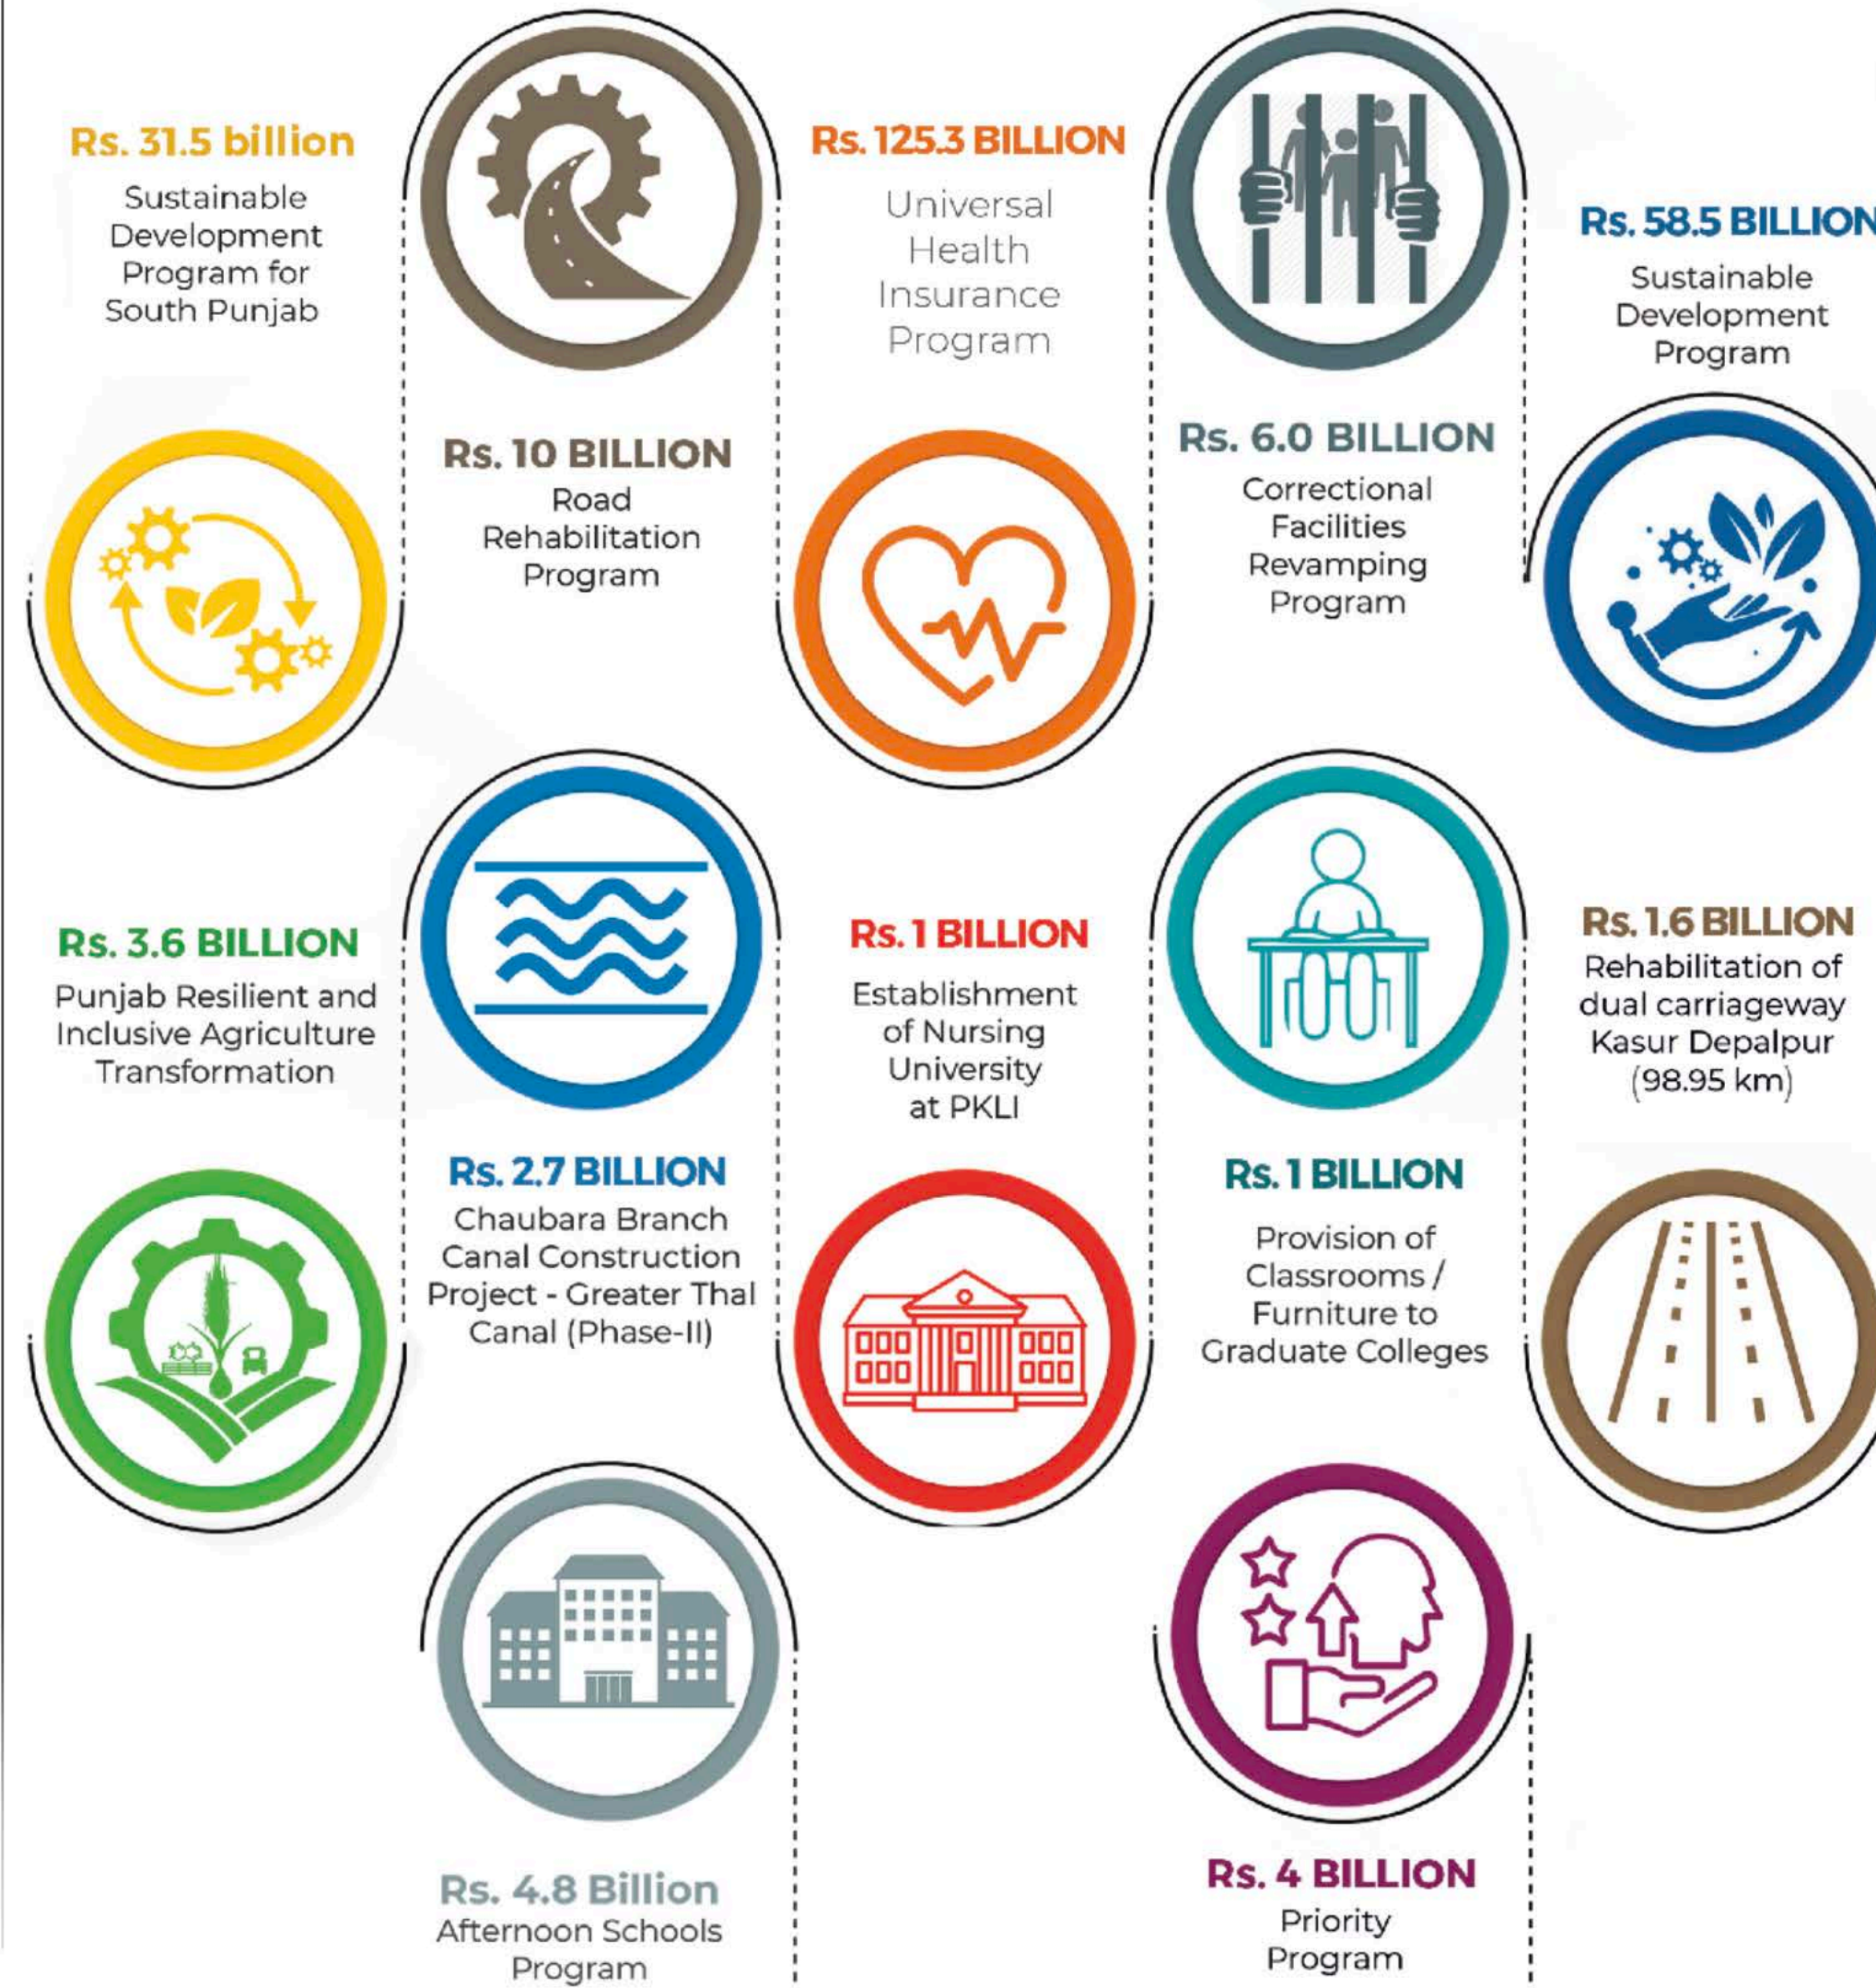 Rs. 31.5 billion
Sustainable
Development
Program for
South Punjab
Rs. 10 BILLION
Road
Rehabilitation
Program
Rs. 125.3 BILLION
Universal
Health
Insurance
Program
Rs. 6.0 BILLION
Correctional
Facilities
Revamping
Program
Rs. 58.5 BILLION
Sustainable
Development
Program
Rs. 3.6 BILLION
Punjab Resilient and
Inclusive Agriculture
Transformation
Rs. 2.7 BILLION
Chaubara Branch
Canal Construction
Project - Greater Thal
Canal (Phase-II)
Rs. 1 BILLION
Establishment
of Nursing
University
at PKLI
Rs. 1 BILLION
Provision of
Classrooms /
Furniture to
Graduate Colleges
Rs. 1.6 BILLION
Rehabilitation of
dual carriageway
Kasur Depalpur
(98.95 km)
Rs. 4.8 Billion
Afternoon Schools
Program
Rs. 4 BILLION
Priority
Program